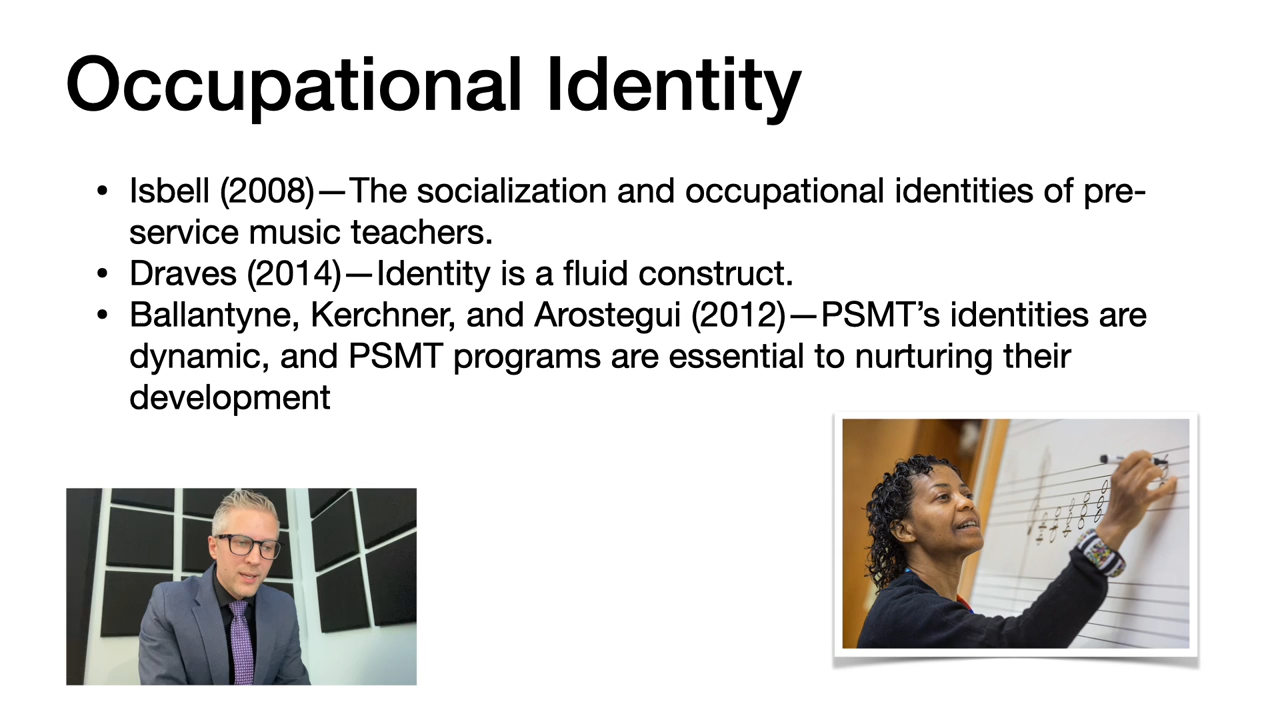 Occupational Identity
• Isbell (2008)—The socialization and occupational identities of pre-
service music teachers.
• Draves (2014)—Identity is a fluid construct.
• Ballantyne, Kerchner, and Arostegui (2012)—PSMT’s identities are
dynamic, and PSMT programs are essential to nurturing their
development